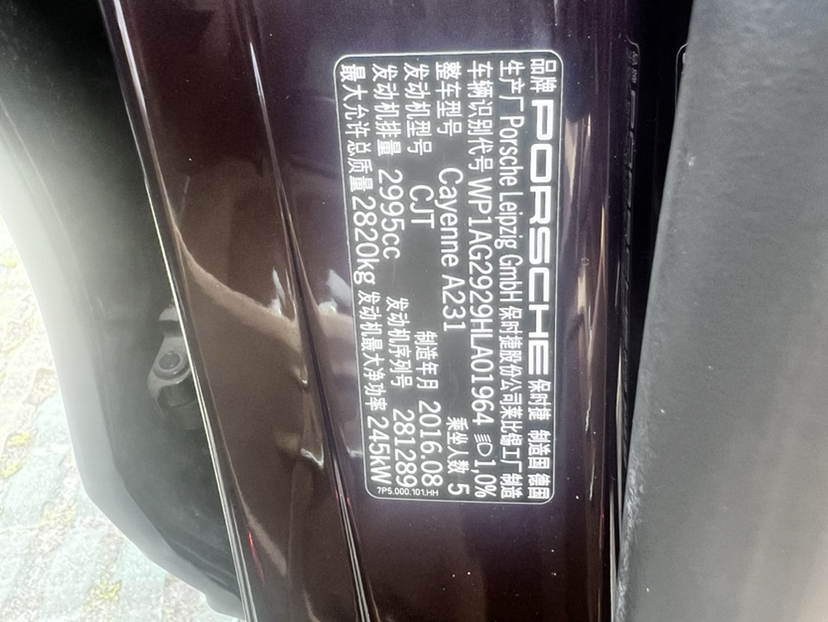 品牌 PORSCHE 保时捷 制造国 德国
生产厂 Porsche Leipzig GmbH 保时捷股份公司莱比锡工厂制造
车辆识别代号 WP1AG2929HLA01964 1,0%
整车型号 Cayenne A231 乘坐人数 5
发动机型号 CJT 制造年月 2016.08
发动机排量 2995cc 发动机序列号 281289
最大允许总质量 2820kg 发动机最大净功率 245kW
7P5.000.101.HH